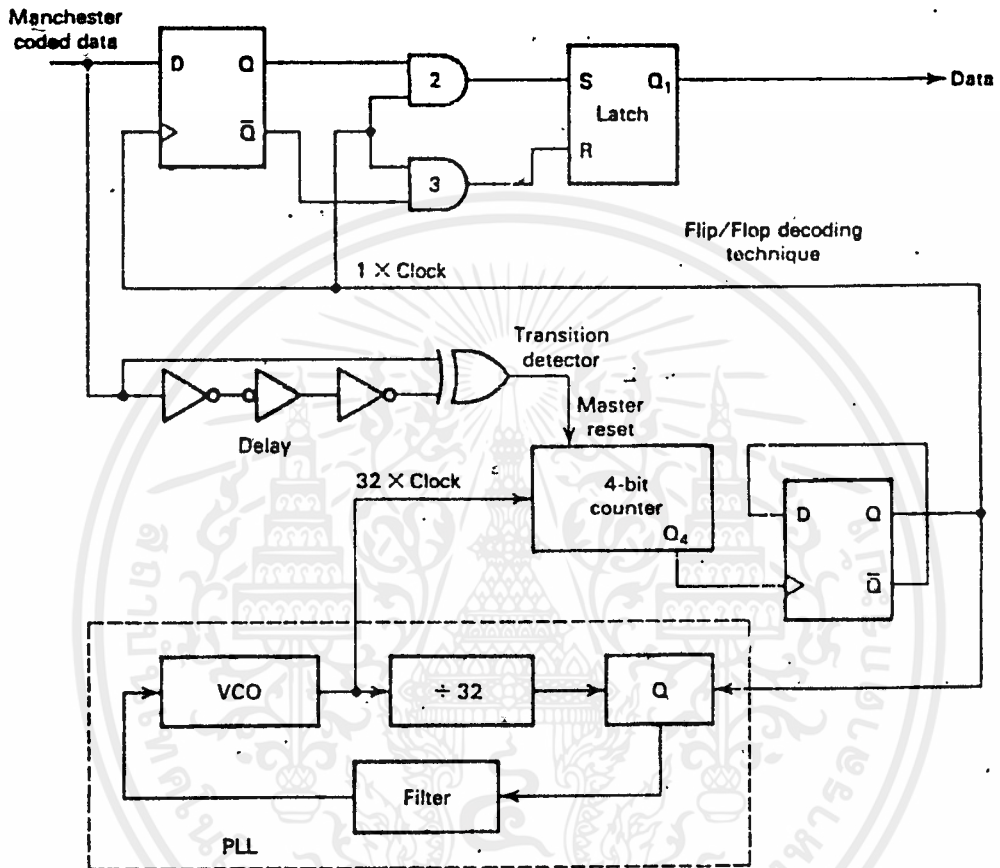 Manchester
coded data
D
Q
Q̄
2
3
S
Q₁
Latch
R
Data
Flip/Flop decoding
technique
1 × Clock
Transition
detector
Delay
Master
reset
32 × Clock
4-bit
counter
Q₄
D
Q
Q̄
VCO
÷ 32
Q
Filter
PLL